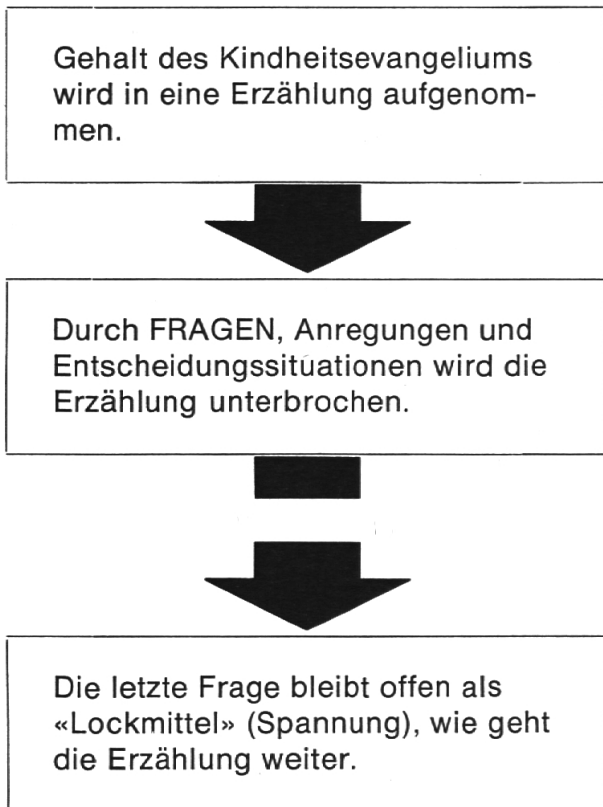 Gehalt des Kindheitsevangeliums
wird in eine Erzählung aufgenom-
men.
Durch FRAGEN, Anregungen und
Entscheidungssituationen wird die
Erzählung unterbrochen.
Die letzte Frage bleibt offen als
«Lockmittel» (Spannung), wie geht
die Erzählung weiter.